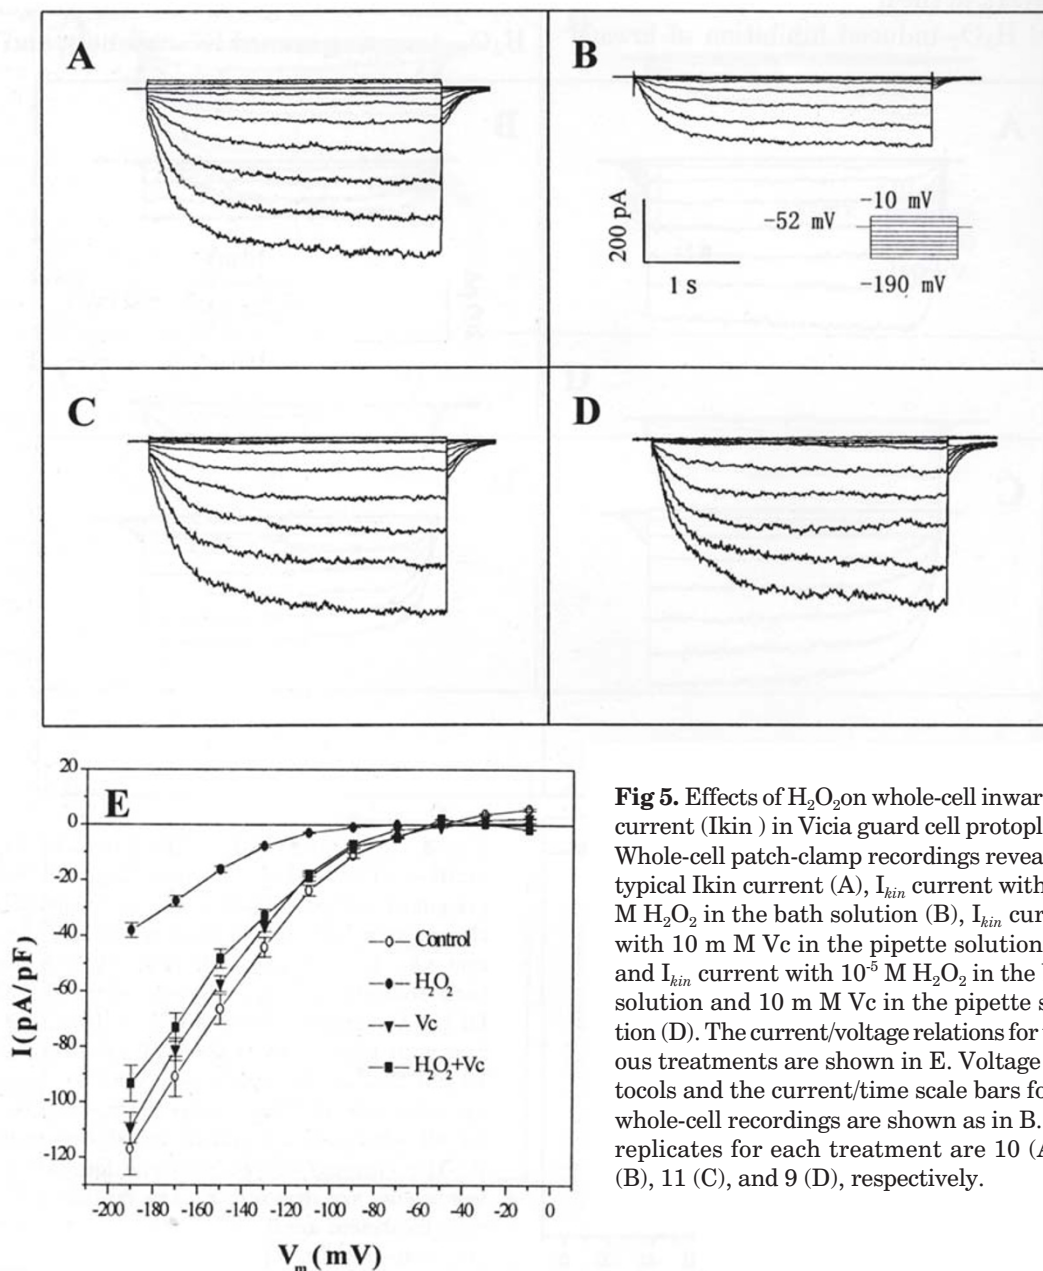 A
B
-10 mV
-52 mV
200 pA
1 s
-190 mV
C
D
20
0
-20
-40
-60
-80
-100
-120
E
Control
H₂O₂
Vc
H₂O₂+Vc
I(pA/pF)
-200 -180 -160 -140 -120 -100 -80 -60 -40 -20 0
Vₘ (mV)
Fig 5. Effects of H₂O₂on whole-cell inwar
current (Ikin ) in Vicia guard cell protopl
Whole-cell patch-clamp recordings revea
typical Ikin current (A), Iₖᵢₙ current with
M H₂O₂ in the bath solution (B), Iₖᵢₙ cur
with 10 m M Vc in the pipette solution
and Iₖᵢₙ current with 10⁻⁵ M H₂O₂ in the
solution and 10 m M Vc in the pipette s
tion (D). The current/voltage relations for
ous treatments are shown in E. Voltage
tocols and the current/time scale bars fo
whole-cell recordings are shown as in B.
replicates for each treatment are 10 (
(B), 11 (C), and 9 (D), respectively.